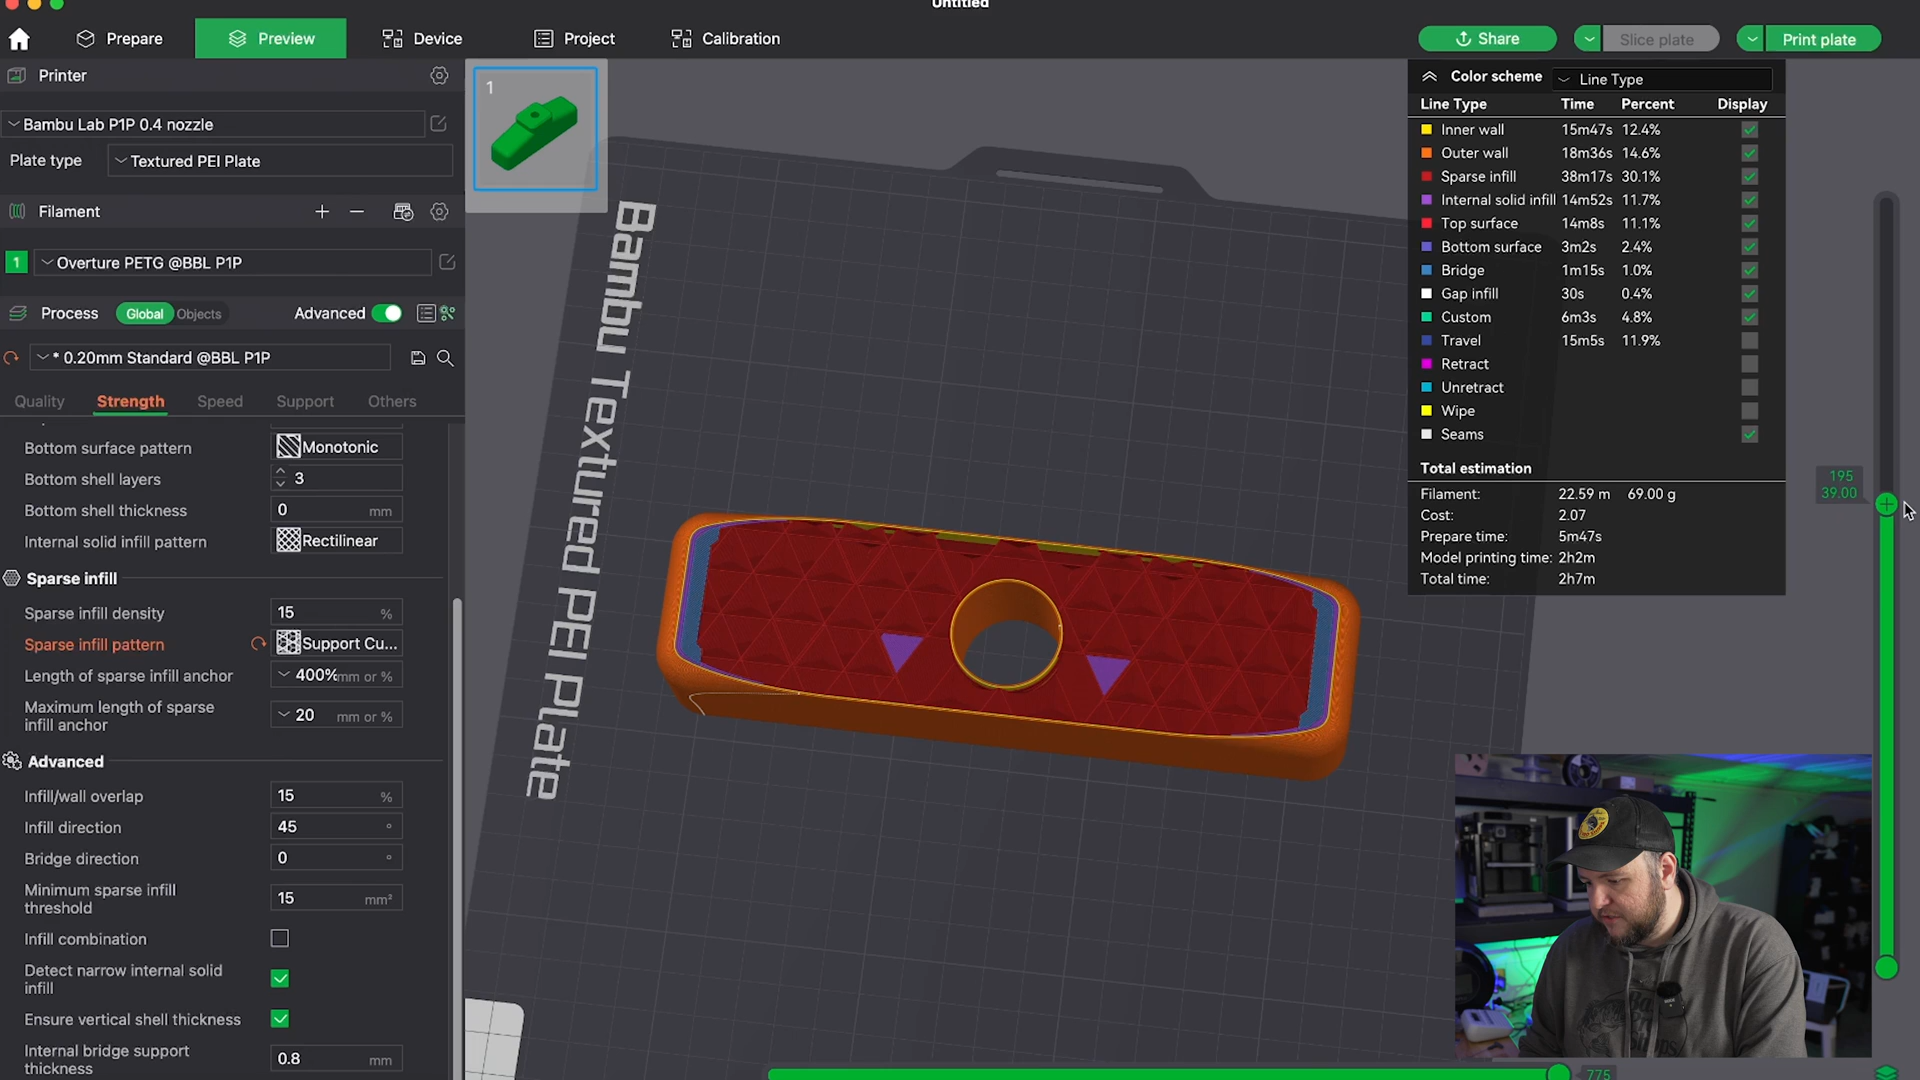 Untitled
Prepare
Preview
Device
Project
Calibration
Share
Slice plate
Print plate
Printer
Bambu Lab P1P 0.4 nozzle
Plate type
Textured PEI Plate
Filament
1
Overture PETG @BBL P1P
Process
Global
Objects
Advanced
* 0.20mm Standard @BBL P1P
Quality
Strength
Speed
Support
Others
Bottom surface pattern
Monotonic
Bottom shell layers
3
Bottom shell thickness
0 mm
Internal solid infill pattern
Rectilinear
Sparse infill
Sparse infill density
15 %
Sparse infill pattern
Support Cu...
Length of sparse infill anchor
400% mm or %
Maximum length of sparse
infill anchor
20 mm or %
Advanced
Infill/wall overlap
15 %
Infill direction
45 °
Bridge direction
0 °
Minimum sparse infill
threshold
15 mm²
Infill combination
Detect narrow internal solid
infill
Ensure vertical shell thickness
Internal bridge support
thickness
0.8 mm
1
Bambu Textured PEI Plate
Color scheme
Line Type
Line Type Time Percent Display
Inner wall 15m47s 12.4%
Outer wall 18m36s 14.6%
Sparse infill 38m17s 30.1%
Internal solid infill 14m52s 11.7%
Top surface 14m8s 11.1%
Bottom surface 3m2s 2.4%
Bridge 1m15s 1.0%
Gap infill 30s 0.4%
Custom 6m3s 4.8%
Travel 15m5s 11.9%
Retract
Unretract
Wipe
Seams
Total estimation
Filament: 22.59 m 69.00 g
Cost: 2.07
Prepare time: 5m47s
Model printing time: 2h2m
Total time: 2h7m
195
39.00
775